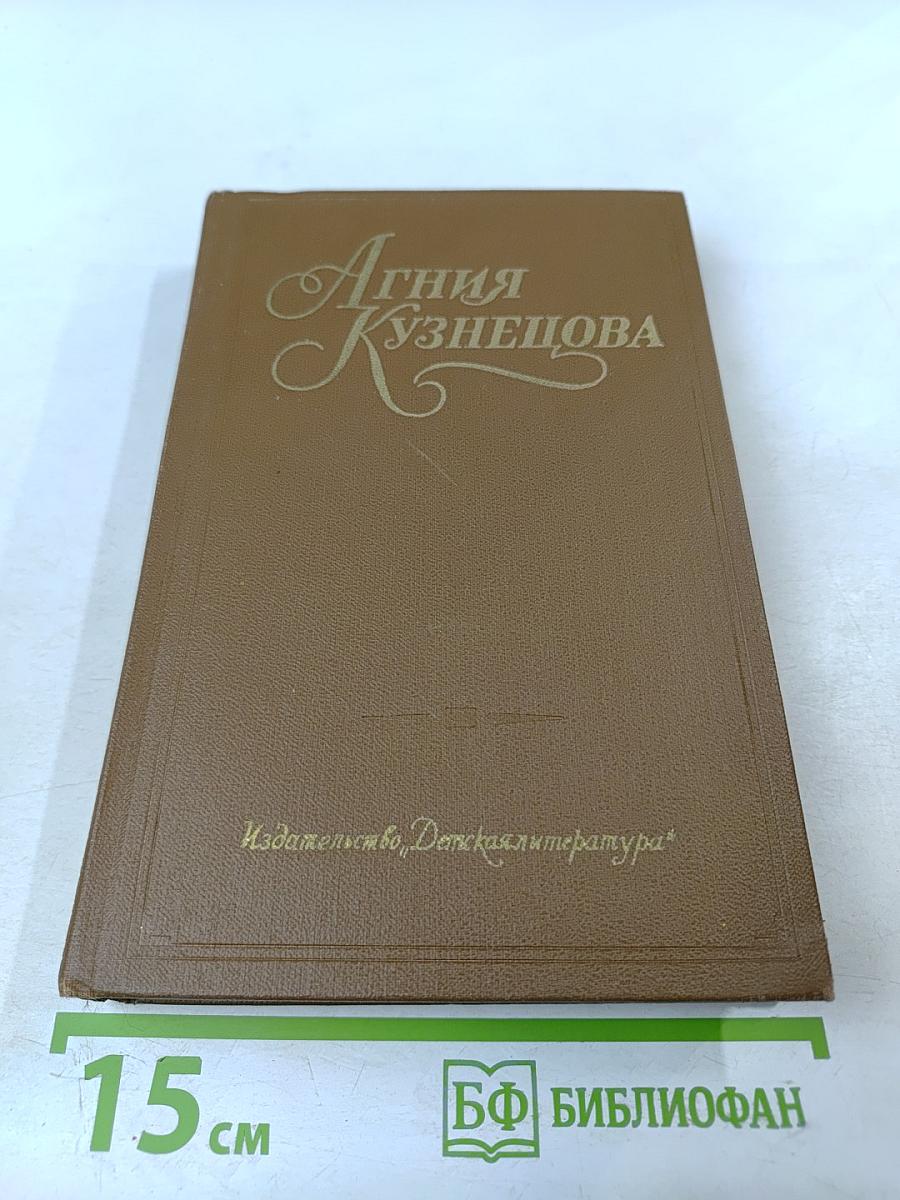 Агния
Кузнецова
Издательство „Детская литература“
15 см
БФ БИБЛИОФАН